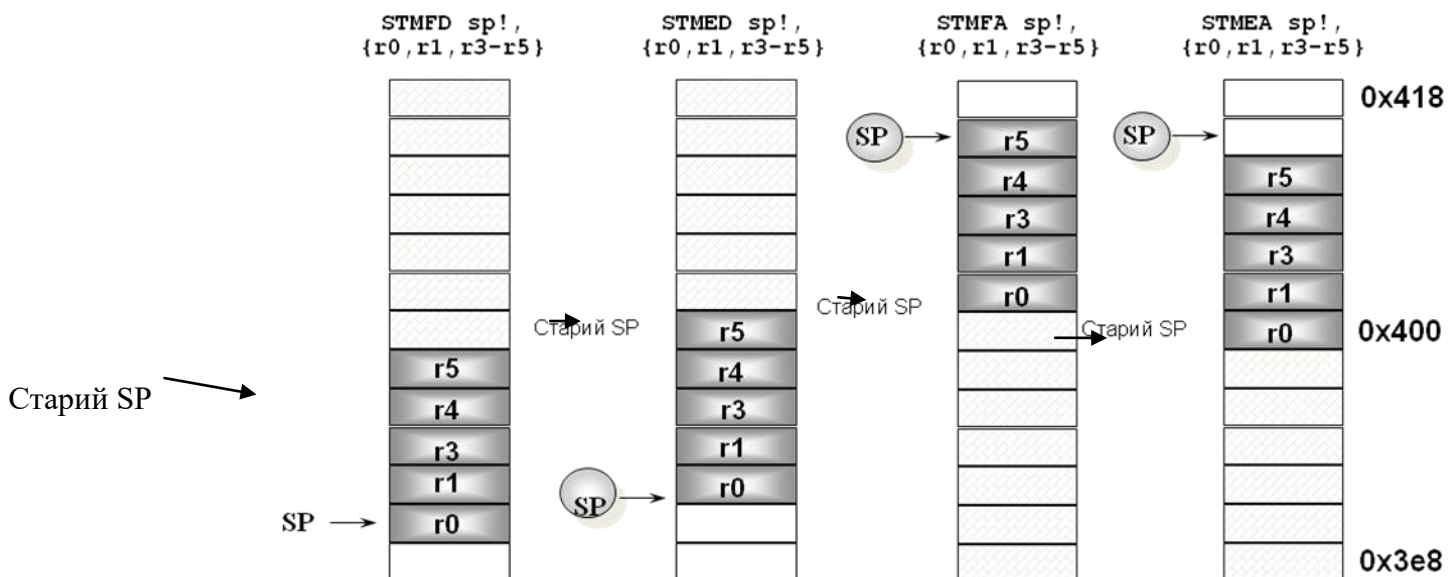 STMFD sp!,
{r0,r1,r3-r5}
STMED sp!,
{r0,r1,r3-r5}
STMFA sp!,
{r0,r1,r3-r5}
STMEA sp!,
{r0,r1,r3-r5}
Старий SP
SP
r5
r4
r3
r1
r0
Старий SP
SP
r5
r4
r3
r1
r0
Старий SP
SP
r5
r4
r3
r1
r0
Старий SP
SP
r5
r4
r3
r1
r0
0x418
0x400
0x3e8